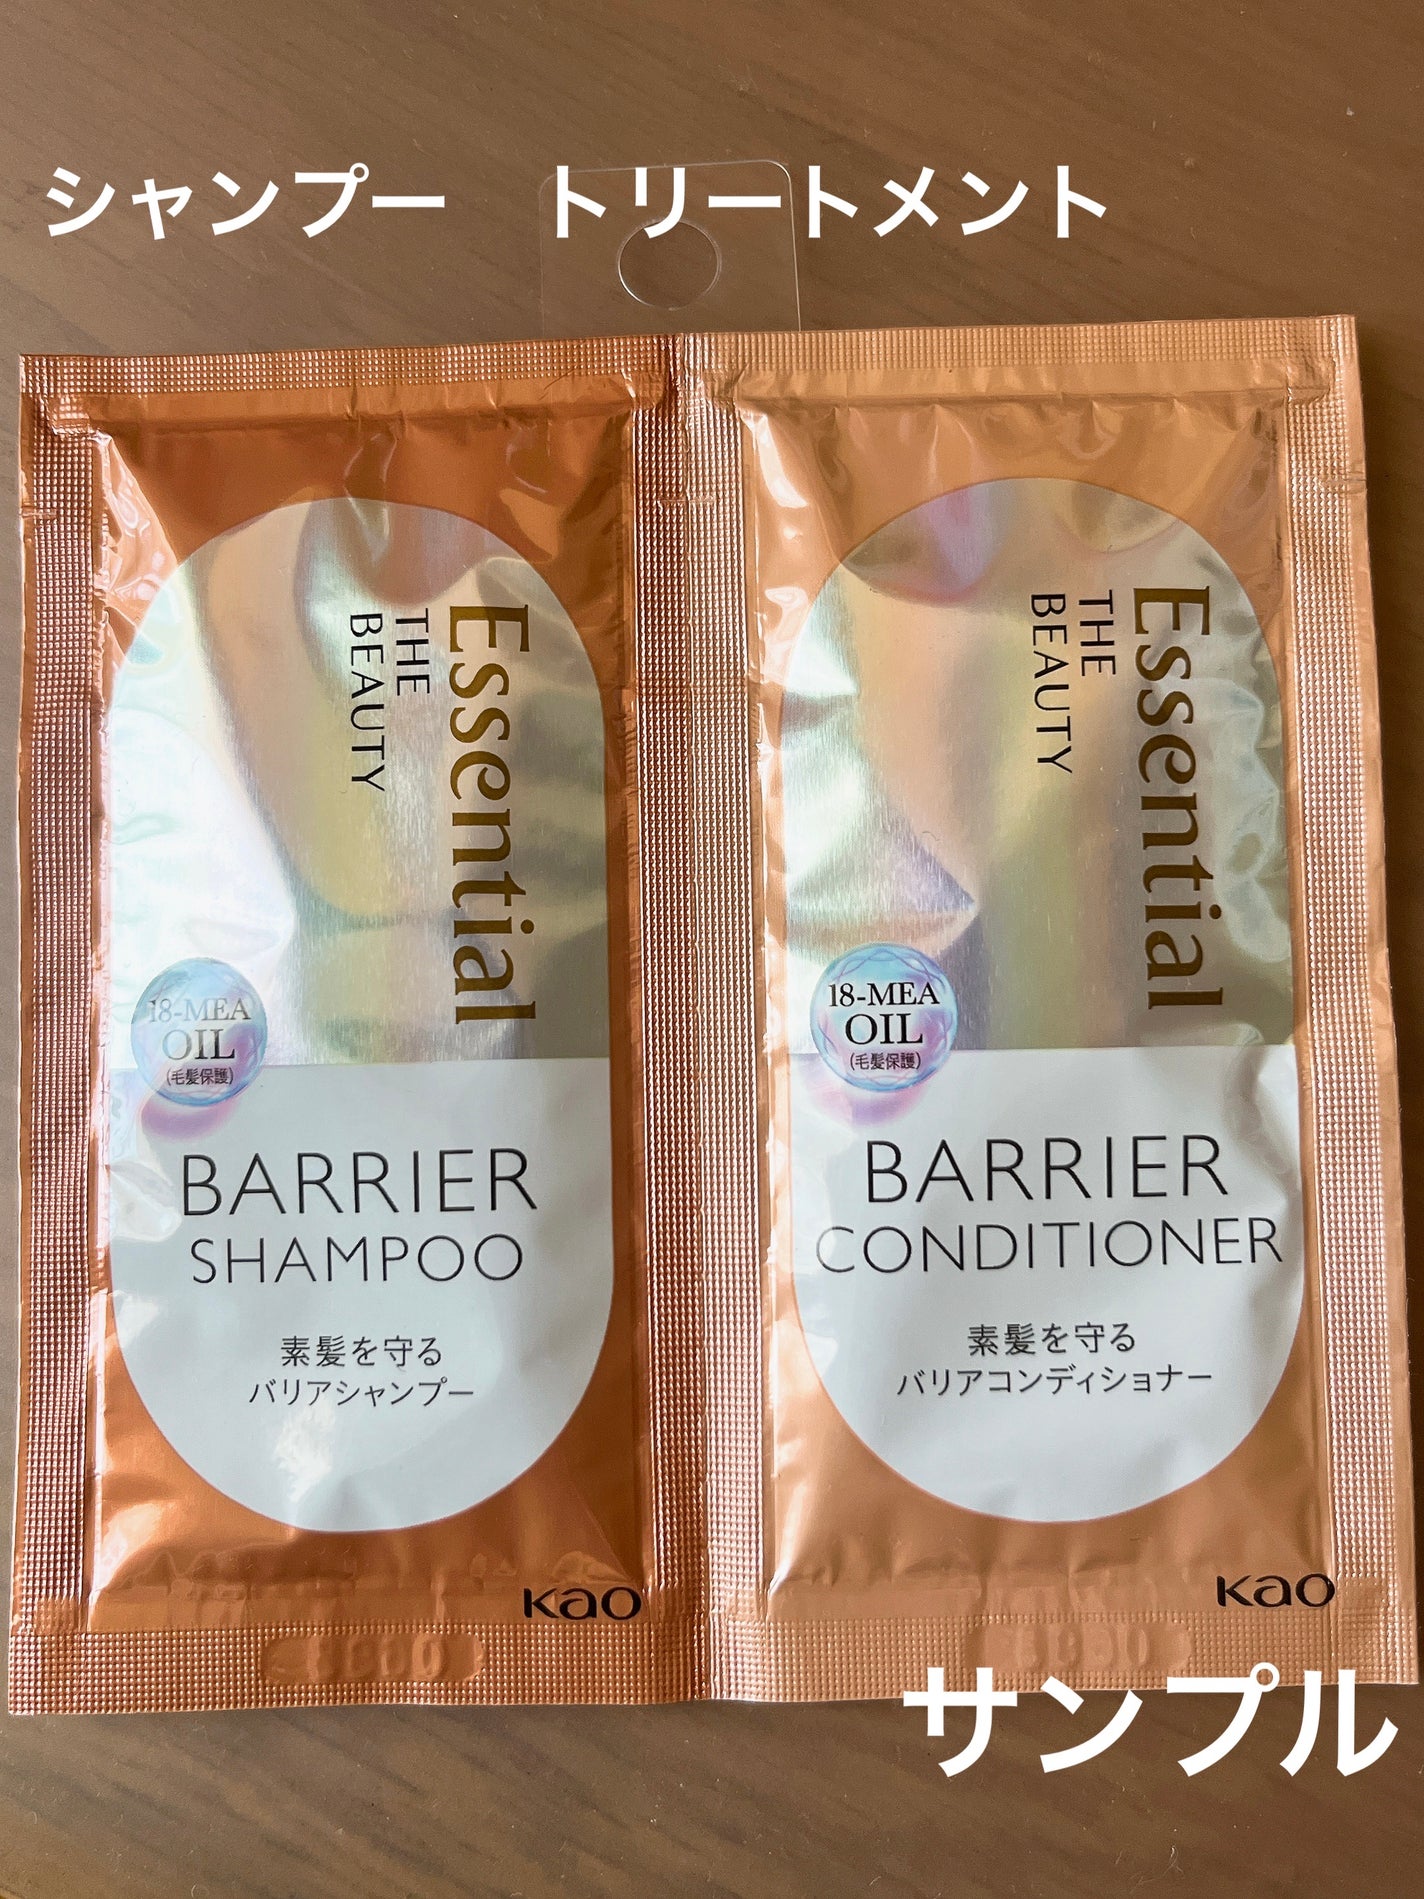 シャンプー　トリートメント
Essential
THE
BEAUTY
18-MEA
OIL
(毛髪保護)
BARRIER
SHAMPOO
素髪を守る
バリアシャンプー
Kao
Essential
THE
BEAUTY
18-MEA
OIL
(毛髪保護)
BARRIER
CONDITIONER
素髪を守る
バリアコンディショナー
Kao
サンプル